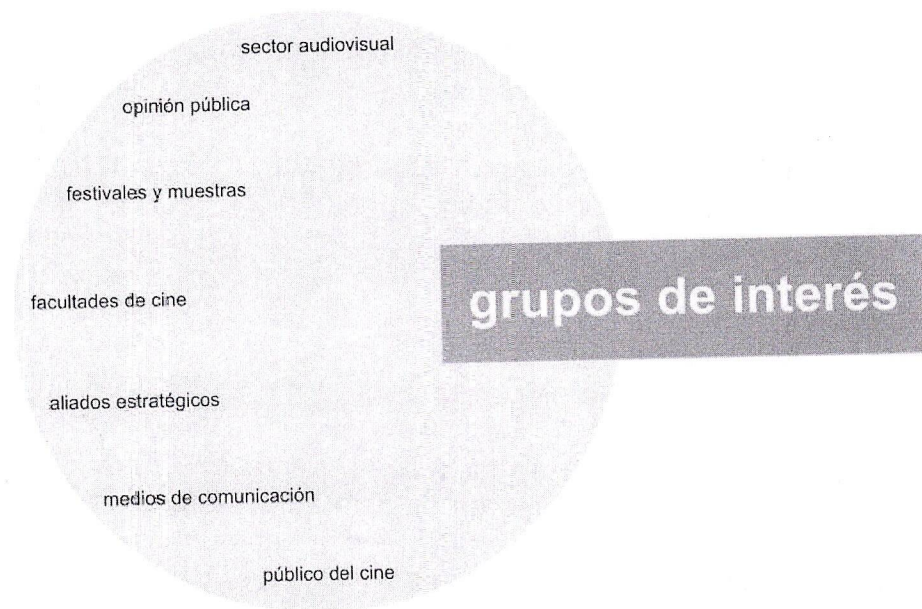 sector audiovisual
opinión pública
festivales y muestras
facultades de cine
grupos de interés
aliados estratégicos
medios de comunicación
público del cine